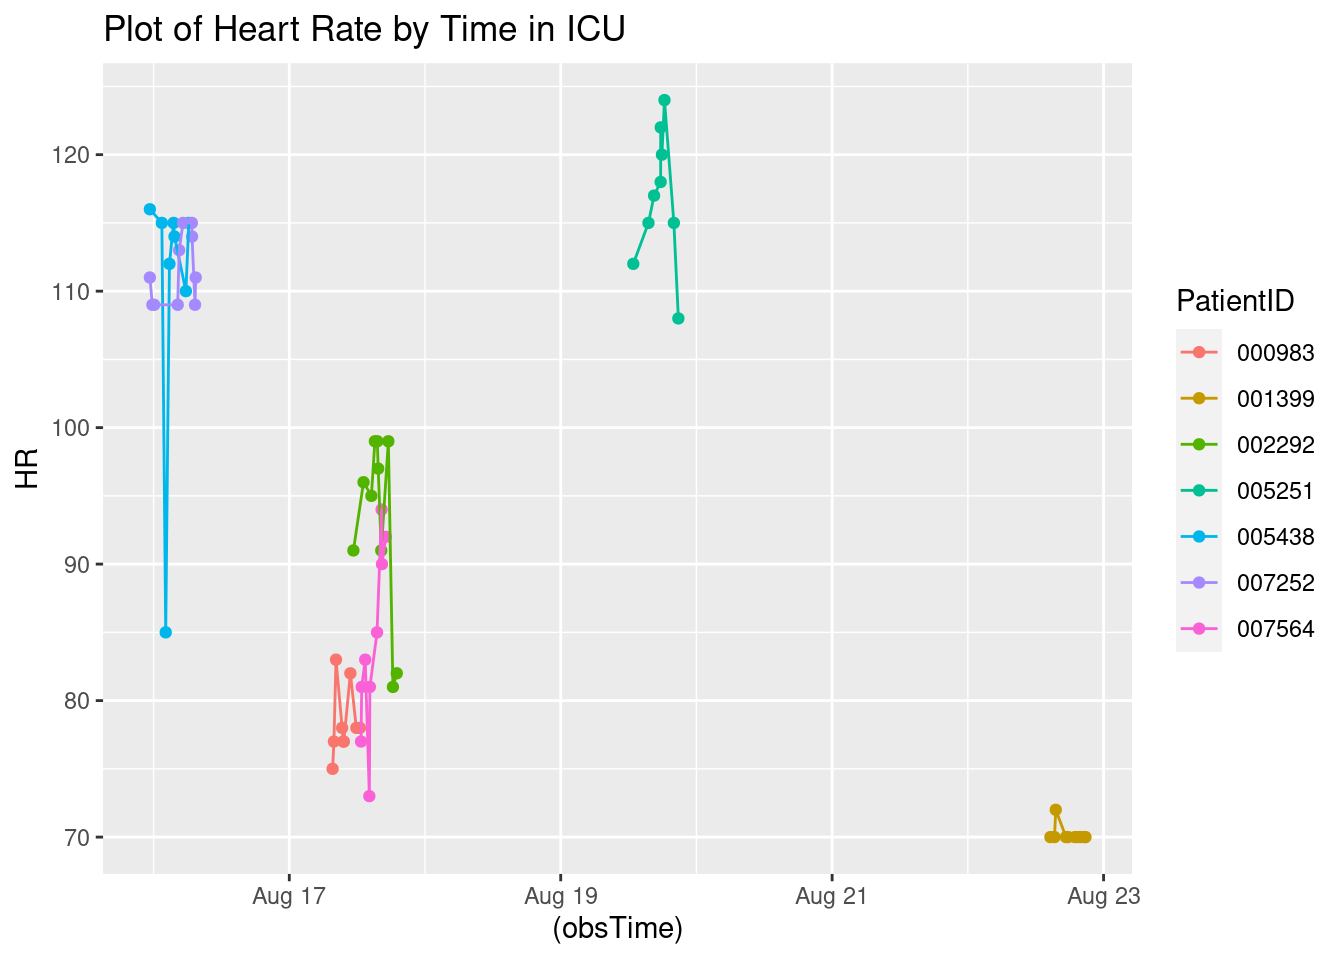 Plot of Heart Rate by Time in ICU
120
110
100
90
80
70
HR
Aug 17
Aug 19
Aug 21
Aug 23
(obsTime)
PatientID
000983
001399
002292
005251
005438
007252
007564